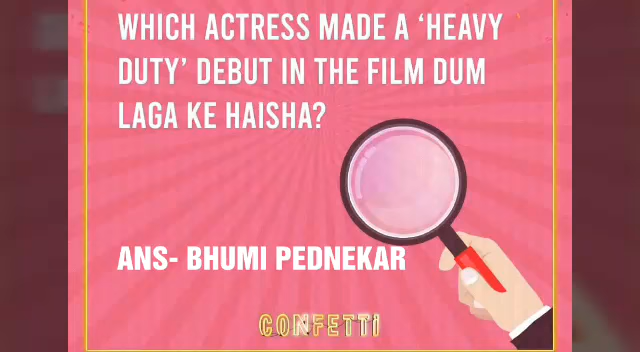 WHICH ACTRESS MADE A ‘HEAVY
DUTY’ DEBUT IN THE FILM DUM
LAGA KE HAISHA?
ANS- BHUMI PEDNEKAR
CONFETTI